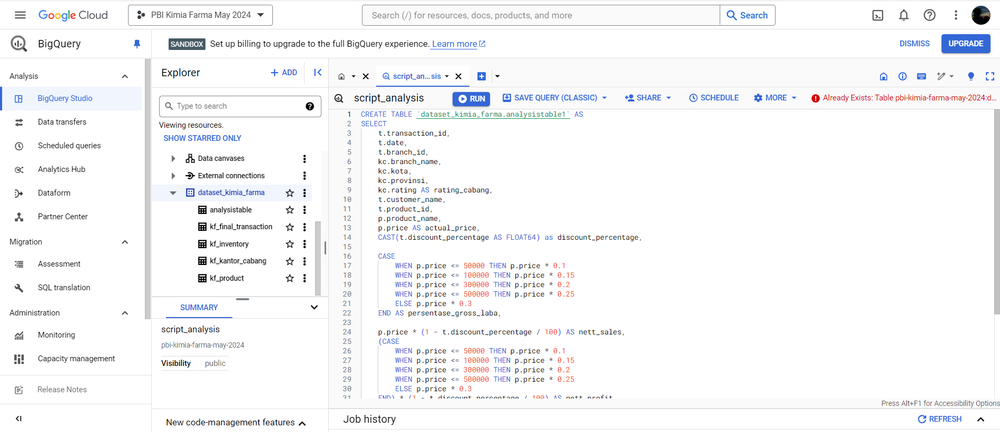 Google Cloud
PBI Kimia Farma May 2024
Search (/) for resources, docs, products, and more
Search
BigQuery
SANDBOX Set up billing to upgrade to the full BigQuery experience. Learn more
DISMISS
UPGRADE
Analysis
BigQuery Studio
Data transfers
Scheduled queries
Analytics Hub
Dataform
Partner Center
Migration
Assessment
SQL translation
Administration
Monitoring
Capacity management
Release Notes
Explorer
+ ADD
Type to search
Viewing resources.
SHOW STARRED ONLY
Data canvases
External connections
dataset_kimia_farma
analysistable
kf_final_transaction
kf_inventory
kf_kantor_cabang
kf_product
SUMMARY
script_analysis
pbi-kimia-farma-may-2024
Visibility public
New code-management features
script_an... sis
script_analysis
RUN
SAVE QUERY (CLASSIC)
SHARE
SCHEDULE
MORE
Already Exists: Table pbi-kimia-farma-may-2024:d...
1 CREATE TABLE `dataset_kimia_farma.analysistable1` AS
2 SELECT
3 t.transaction_id,
4 t.date,
5 t.branch_id,
6 kc.branch_name,
7 kc.kota,
8 kc.provinsi,
9 kc.rating AS rating_cabang,
10 t.customer_name,
11 t.product_id,
12 p.product_name,
13 p.price AS actual_price,
14 CAST(t.discount_percentage AS FLOAT64) as discount_percentage,
15
16 CASE
17 WHEN p.price <= 50000 THEN p.price * 0.1
18 WHEN p.price <= 100000 THEN p.price * 0.15
19 WHEN p.price <= 300000 THEN p.price * 0.2
20 WHEN p.price <= 500000 THEN p.price * 0.25
21 ELSE p.price * 0.3
22 END AS persentase_gross_laba,
23
24 p.price * (1 - t.discount_percentage / 100) AS nett_sales,
25 (CASE
26 WHEN p.price <= 50000 THEN p.price * 0.1
27 WHEN p.price <= 100000 THEN p.price * 0.15
28 WHEN p.price <= 300000 THEN p.price * 0.2
29 WHEN p.price <= 500000 THEN p.price * 0.25
30 ELSE p.price * 0.3
31 END) * (1 - t.discount_percentage / 100) AS nett_profit
Press Alt+F1 for Accessibility Options
Job history
REFRESH